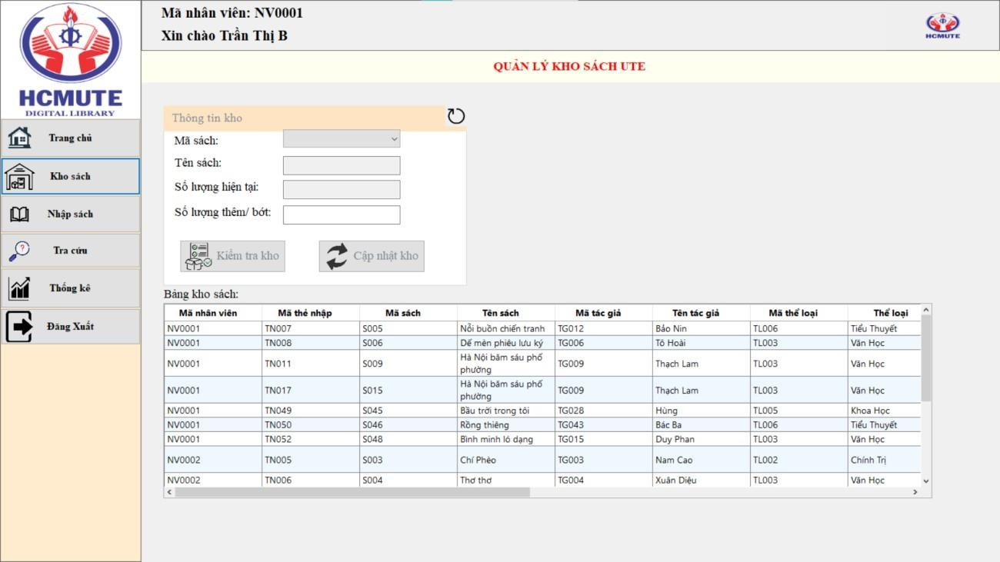 Mã nhân viên: NV0001
Xin chào Trần Thị B
HCMUTE
HCMUTE
DIGITAL LIBRARY
QUẢN LÝ KHO SÁCH UTE
Trang chủ
Kho sách
Nhập sách
Tra cứu
Thống kê
Đăng Xuất
Thông tin kho
Mã sách:
Tên sách:
Số lượng hiện tại:
Số lượng thêm/ bớt:
Kiểm tra kho
Cập nhật kho
Bảng kho sách:
Mã nhân viên Mã thẻ nhập Mã sách Tên sách Mã tác giả Tên tác giả Mã thể loại Thể loại
NV0001 TN007 S005 Nỗi buồn chiến tranh TG012 Bảo Nin TL006 Tiểu Thuyết
NV0001 TN008 S006 Dế mèn phiêu lưu ký TG006 Tô Hoài TL003 Văn Học
NV0001 TN011 S009 Hà Nội băm sáu phố phường TG009 Thạch Lam TL003 Văn Học
NV0001 TN017 S015 Hà Nội băm sáu phố phường TG009 Thạch Lam TL003 Văn Học
NV0001 TN049 S045 Bầu trời trong tôi TG028 Hùng TL005 Khoa Học
NV0001 TN050 S046 Rồng thiêng TG043 Bác Ba TL006 Tiểu Thuyết
NV0001 TN052 S048 Bình minh ló dạng TG015 Duy Phan TL003 Văn Học
NV0002 TN005 S003 Chí Phèo TG003 Nam Cao TL002 Chính Trị
NV0002 TN006 S004 Thơ thơ TG004 Xuân Diệu TL003 Văn Học